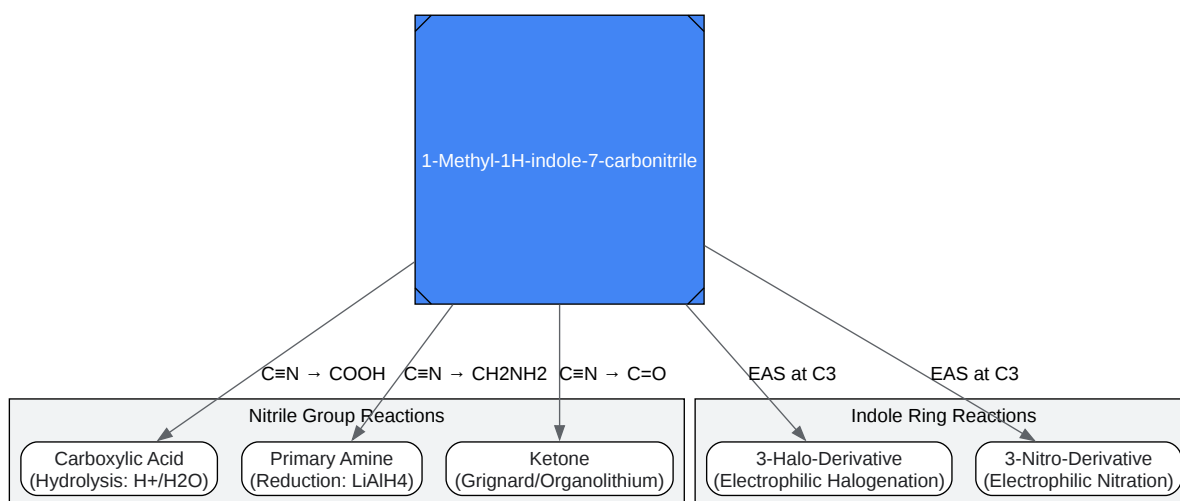 1-Methyl-1H-indole-7-carbonitrile
C≡N → COOH
C≡N → CH2NH2
C≡N → C=O
EAS at C3
EAS at C3
Nitrile Group Reactions
Indole Ring Reactions
Carboxylic Acid
(Hydrolysis: H+/H2O)
Primary Amine
(Reduction: LiAlH4)
Ketone
(Grignard/Organolithium)
3-Halo-Derivative
(Electrophilic Halogenation)
3-Nitro-Derivative
(Electrophilic Nitration)